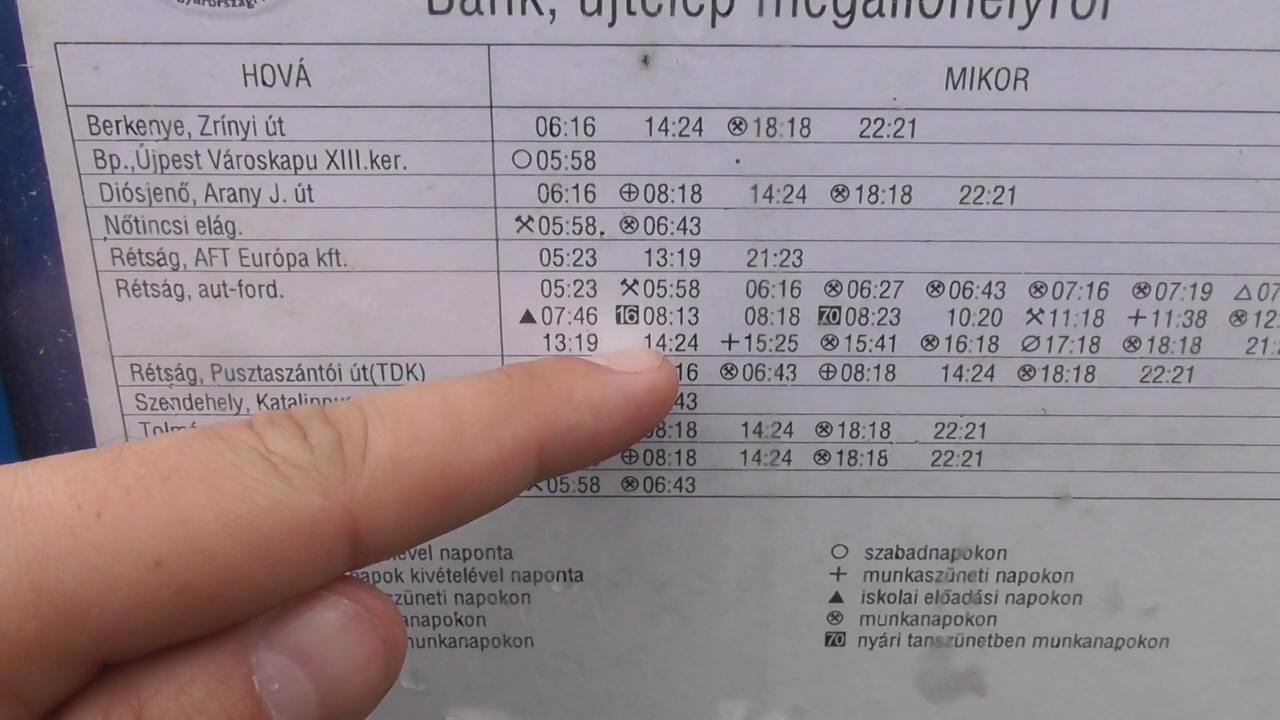 Bánk, újtelep megállóhelyről
HOVÁ MIKOR
Berkenye, Zrínyi út 06:16 14:24 ⊗18:18 22:21
Bp.,Újpest Városkapu XIII.ker. ○05:58
Diósjenő, Arany J. út 06:16 ⊕08:18 14:24 ⊗18:18 22:21
Nőtincsi elág. ⚒05:58 ⊗06:43
Rétság, AFT Európa kft. 05:23 13:19 21:23
Rétság, aut-ford. 05:23 ⚒05:58 06:16 ⊗06:27 ⊗06:43 ⊗07:16 ⊗07:19 △07
▲07:46 16 08:13 08:18 70 08:23 10:20 ⚒11:18 +11:38 ⊗12:
13:19 14:24 +15:25 ⊗15:41 ⊗16:18 ∅17:18 ⊗18:18 21:
Rétság, Pusztaszántói út(TDK) 16 ⊗06:43 ⊕08:18 14:24 ⊗18:18 22:21
Szendehely, 43
08:18 14:24 ⊗18:18 22:21
⊕08:18 14:24 ⊗18:18 22:21
05:58 ⊗06:43
naponta ○ szabadnapokon
kivételével naponta + munkaszüneti napokon
napokon ▲ iskolai előadási napokon
⊗ munkanapokon
munkanapokon 70 nyári tanszünetben munkanapokon